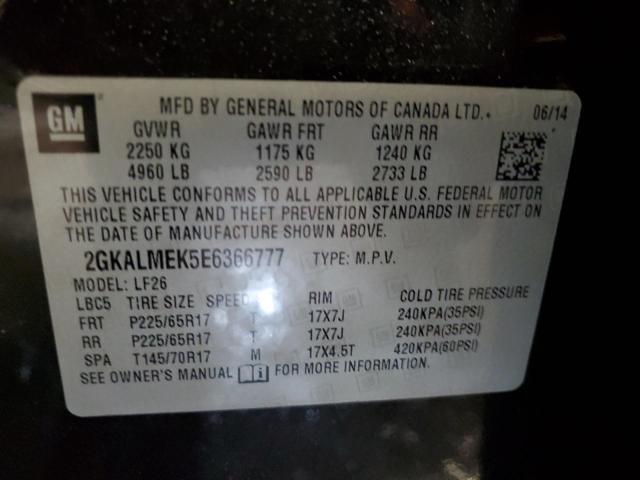 GM® MFD BY GENERAL MOTORS OF CANADA LTD. 06/14
GVWR GAWR FRT GAWR RR
2250 KG 1175 KG 1240 KG
4960 LB 2590 LB 2733 LB
THIS VEHICLE CONFORMS TO ALL APPLICABLE U.S. FEDERAL MOTOR
VEHICLE SAFETY AND THEFT PREVENTION STANDARDS IN EFFECT ON
THE DATE OF MANUFACTURE SHOWN ABOVE.
2GKALMEK5E6366777 TYPE: M.P.V.
MODEL: LF26
LBC5 TIRE SIZE SPEED RIM COLD TIRE PRESSURE
FRT P225/65R17 T 17X7J 240KPA(35PSI)
RR P225/65R17 T 17X7J 240KPA(35PSI)
SPA T145/70R17 M 17X4.5T 420KPA(60PSI)
SEE OWNER'S MANUAL FOR MORE INFORMATION.